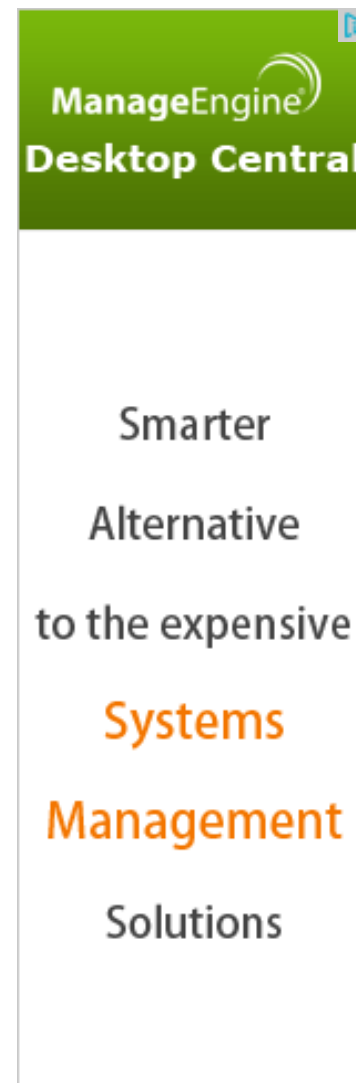 ManageEngine
Desktop Central
Smarter
Alternative
to the expensive
Systems
Management
Solutions